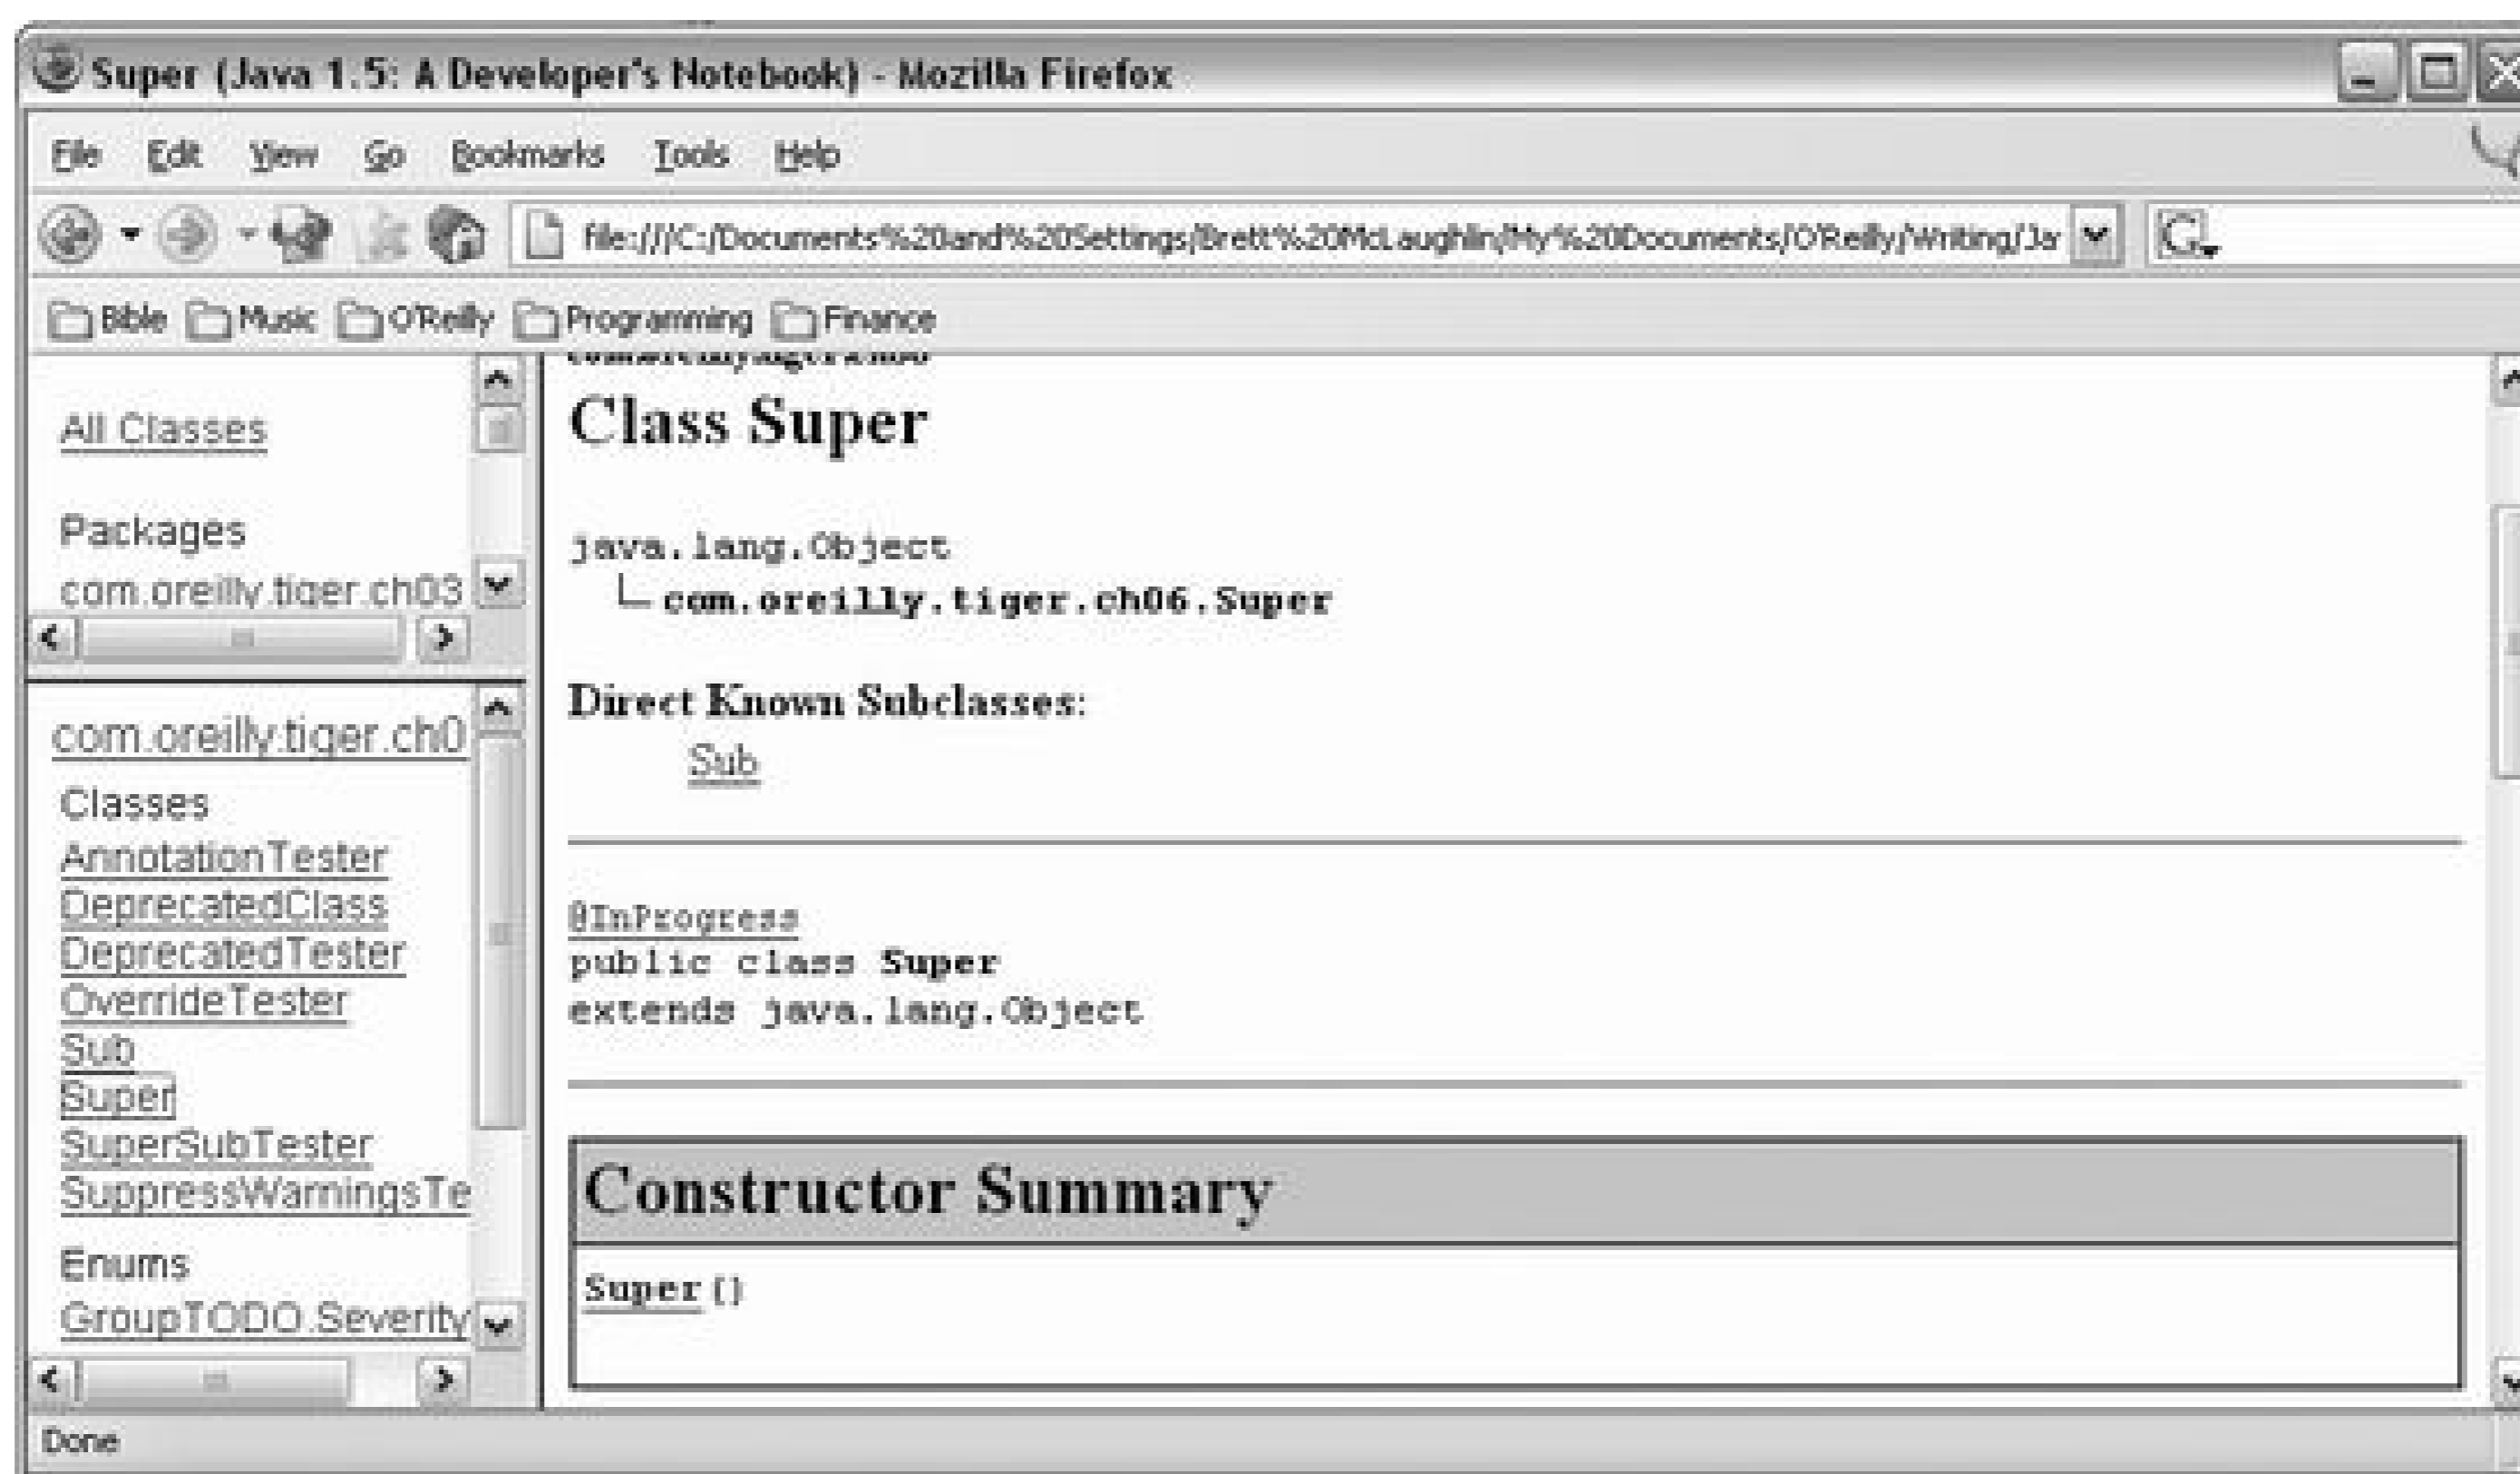 Super (Java 1.5: A Developer's Notebook) - Mozilla Firefox
File Edit View Go Bookmarks Tools Help
file:///C:/Documents%20and%20Settings/Brett%20McLaughlin/My%20Documents/O'Reilly/Writing/Ja
G
Bible Music O'Reilly Programming Finance
All Classes
Packages
com.oreilly.tiger.ch03
com.oreilly.tiger.ch0
Classes
AnnotationTester
DeprecatedClass
DeprecatedTester
OverrideTester
Sub
Super
SuperSubTester
SuppressWarningsTe
Enums
GroupTODO.Severity
Class Super
java.lang.Object
com.oreilly.tiger.ch06.Super
Direct Known Subclasses:
Sub
@InProgress
public class Super
extends java.lang.Object
Constructor Summary
Super()
Done